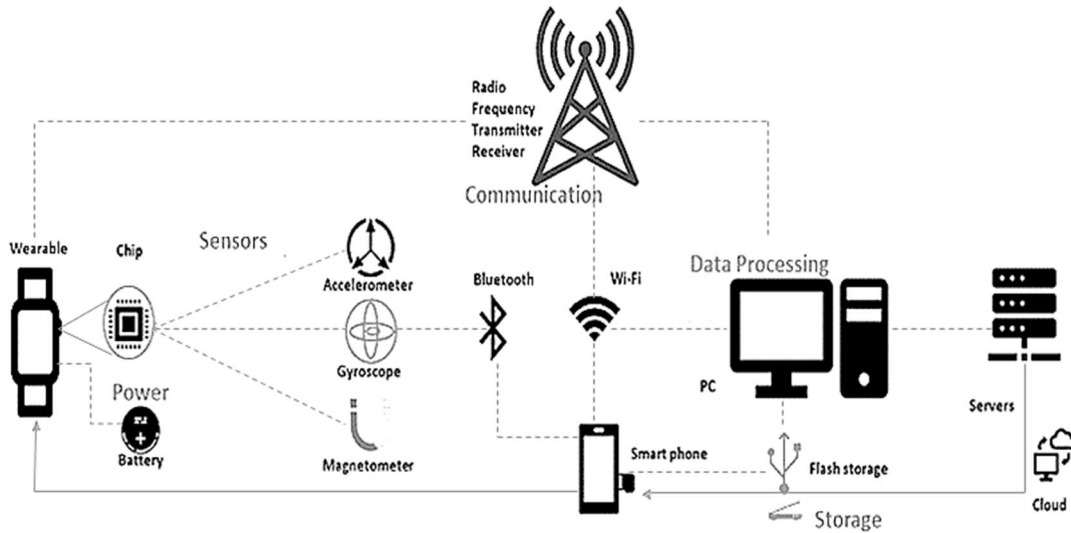 Radio
Frequency
Transmitter
Receiver
Communication
Wearable
Chip
Sensors
Accelerometer
Bluetooth
Wi-Fi
Data Processing
Gyroscope
PC
Power
Battery
Magnetometer
Smart phone
Flash storage
Storage
Servers
Cloud